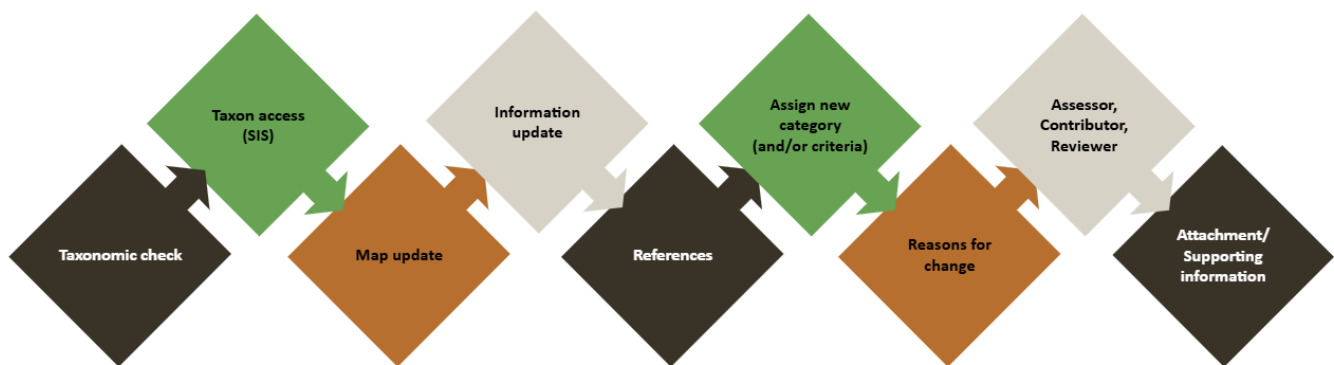 Taxonomic check
Taxon access
(SIS)
Map update
Information
update
References
Assign new
category
(and/or criteria)
Reasons for
change
Assessor,
Contributor,
Reviewer
Attachment/
Supporting
information